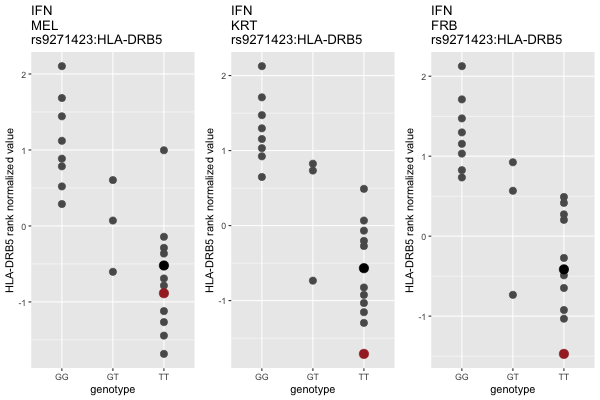 IFN
MEL
rs9271423:HLA-DRB5
HLA-DRB5 rank normalized value
2
1
0
-1
GG GT TT
genotype
IFN
KRT
rs9271423:HLA-DRB5
HLA-DRB5 rank normalized value
2
1
0
-1
GG GT TT
genotype
IFN
FRB
rs9271423:HLA-DRB5
HLA-DRB5 rank normalized value
2
1
0
-1
GG GT TT
genotype